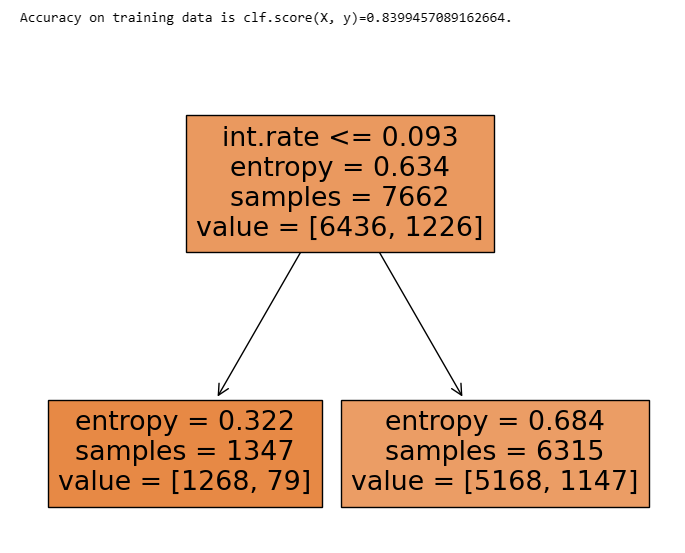 Accuracy on training data is clf.score(X, y)=0.8399457089162664.
int.rate <= 0.093
entropy = 0.634
samples = 7662
value = [6436, 1226]
entropy = 0.322
samples = 1347
value = [1268, 79]
entropy = 0.684
samples = 6315
value = [5168, 1147]